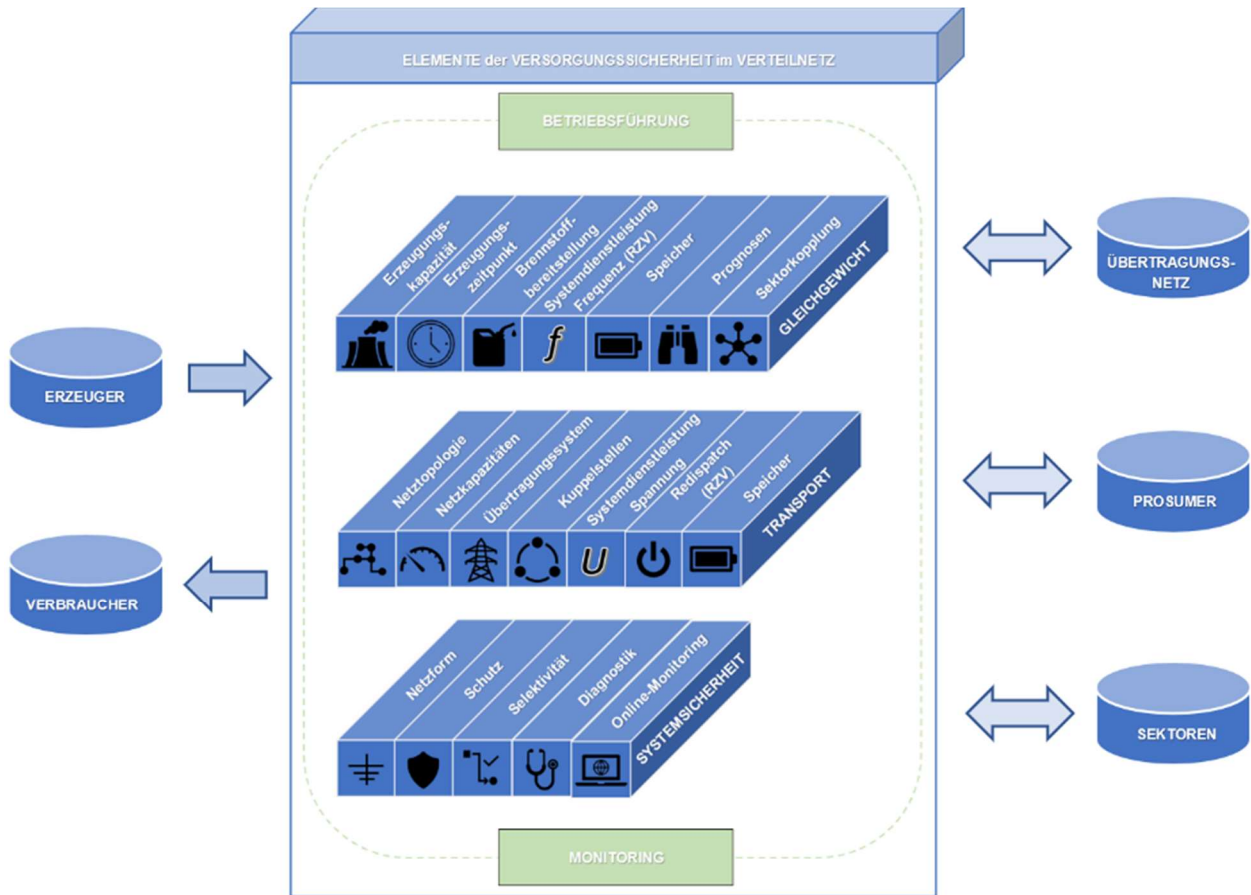 ELEMENTE der VERSORGUNGSSICHERHEIT im VERTEILNETZ
BETRIEBSFÜHRUNG
Erzeugungs-
kapazität
Erzeugungs-
zeitpunkt
Brennstoff-
bereitstellung
Systemdienstleistung
Frequenz (RZV)
Speicher
Prognosen
Sektorkopplung
GLEICHGEWICHT
f
Netztopologie
Netzkapazitäten
Übertragungssystem
Kuppelstellen
Systemdienstleistung
Spannung
Redispatch
(RZV)
Speicher
TRANSPORT
U
Netzform
Schutz
Selektivität
Diagnostik
Online-Monitoring
SYSTEMSICHERHEIT
MONITORING
ERZEUGER
VERBRAUCHER
ÜBERTRAGUNGS-
NETZ
PROSUMER
SEKTOREN